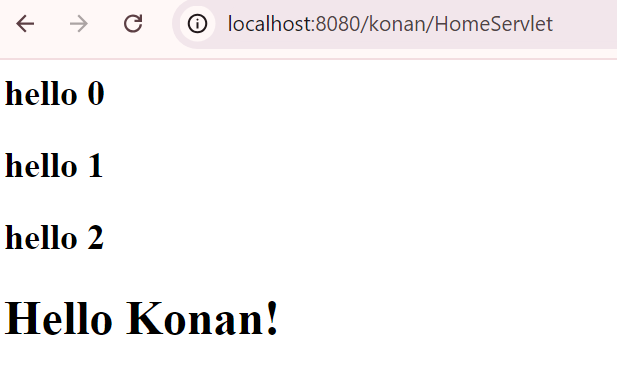 localhost:8080/konan/HomeServlet
hello 0
hello 1
hello 2
Hello Konan!